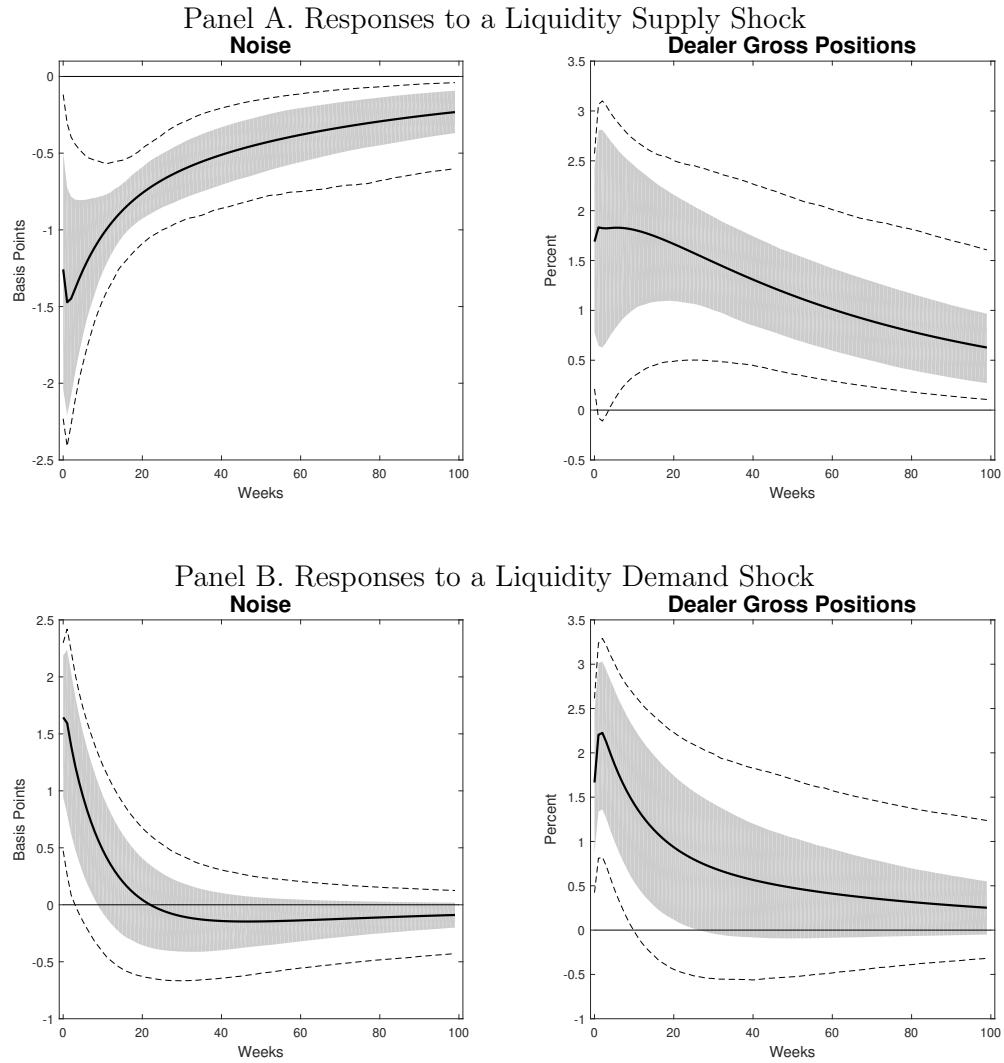 Panel A. Responses to a Liquidity Supply Shock
Noise
0
-0.5
-1
-1.5
-2
-2.5
Basis Points
0 20 40 60 80 100
Weeks
Dealer Gross Positions
3.5
3
2.5
2
1.5
1
0.5
0
-0.5
Percent
0 20 40 60 80 100
Weeks
Panel B. Responses to a Liquidity Demand Shock
Noise
2.5
2
1.5
1
0.5
0
-0.5
-1
Basis Points
0 20 40 60 80 100
Weeks
Dealer Gross Positions
3.5
3
2.5
2
1.5
1
0.5
0
-0.5
-1
Percent
0 20 40 60 80 100
Weeks